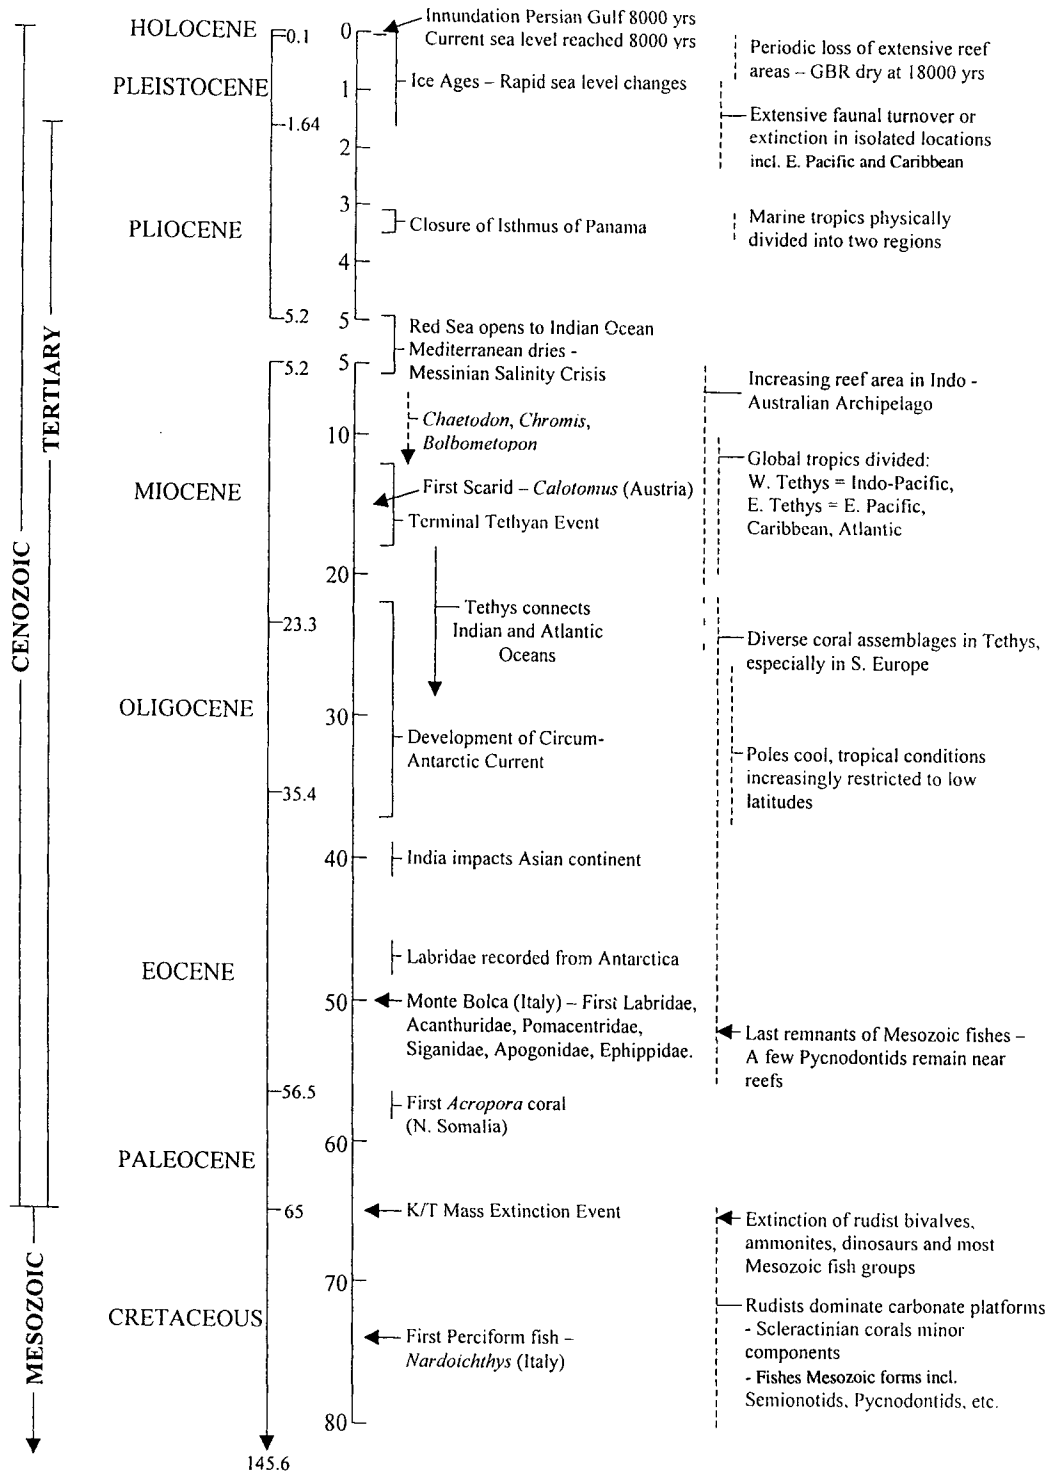 CENOZOIC
TERTIARY
MESOZOIC
HOLOCENE
PLEISTOCENE
PLIOCENE
MIOCENE
OLIGOCENE
EOCENE
PALEOCENE
CRETACEOUS
0.1
1.64
5.2
5.2
23.3
35.4
56.5
65
145.6
0
1
2
3
4
5
5
10
20
30
40
50
60
70
80
Innundation Persian Gulf 8000 yrs
Current sea level reached 8000 yrs
Ice Ages – Rapid sea level changes
Closure of Isthmus of Panama
Red Sea opens to Indian Ocean
Mediterranean dries -
Messinian Salinity Crisis
Chaetodon, Chromis,
Bolbometopon
First Scarid – Calotomus (Austria)
Terminal Tethyan Event
Tethys connects
Indian and Atlantic
Oceans
Development of Circum-
Antarctic Current
India impacts Asian continent
Labridae recorded from Antarctica
Monte Bolca (Italy) – First Labridae,
Acanthuridae, Pomacentridae,
Siganidae, Apogonidae, Ephippidae.
First Acropora coral
(N. Somalia)
K/T Mass Extinction Event
First Perciform fish –
Nardoichthys (Italy)
Periodic loss of extensive reef
areas – GBR dry at 18000 yrs
Extensive faunal turnover or
extinction in isolated locations
incl. E. Pacific and Caribbean
Marine tropics physically
divided into two regions
Increasing reef area in Indo -
Australian Archipelago
Global tropics divided:
W. Tethys = Indo-Pacific,
E. Tethys = E. Pacific,
Caribbean, Atlantic
Diverse coral assemblages in Tethys,
especially in S. Europe
Poles cool, tropical conditions
increasingly restricted to low
latitudes
Last remnants of Mesozoic fishes –
A few Pycnodontids remain near
reefs
Extinction of rudist bivalves,
ammonites, dinosaurs and most
Mesozoic fish groups
Rudists dominate carbonate platforms
- Scleractinian corals minor
components
- Fishes Mesozoic forms incl.
Semionotids, Pycnodontids, etc.